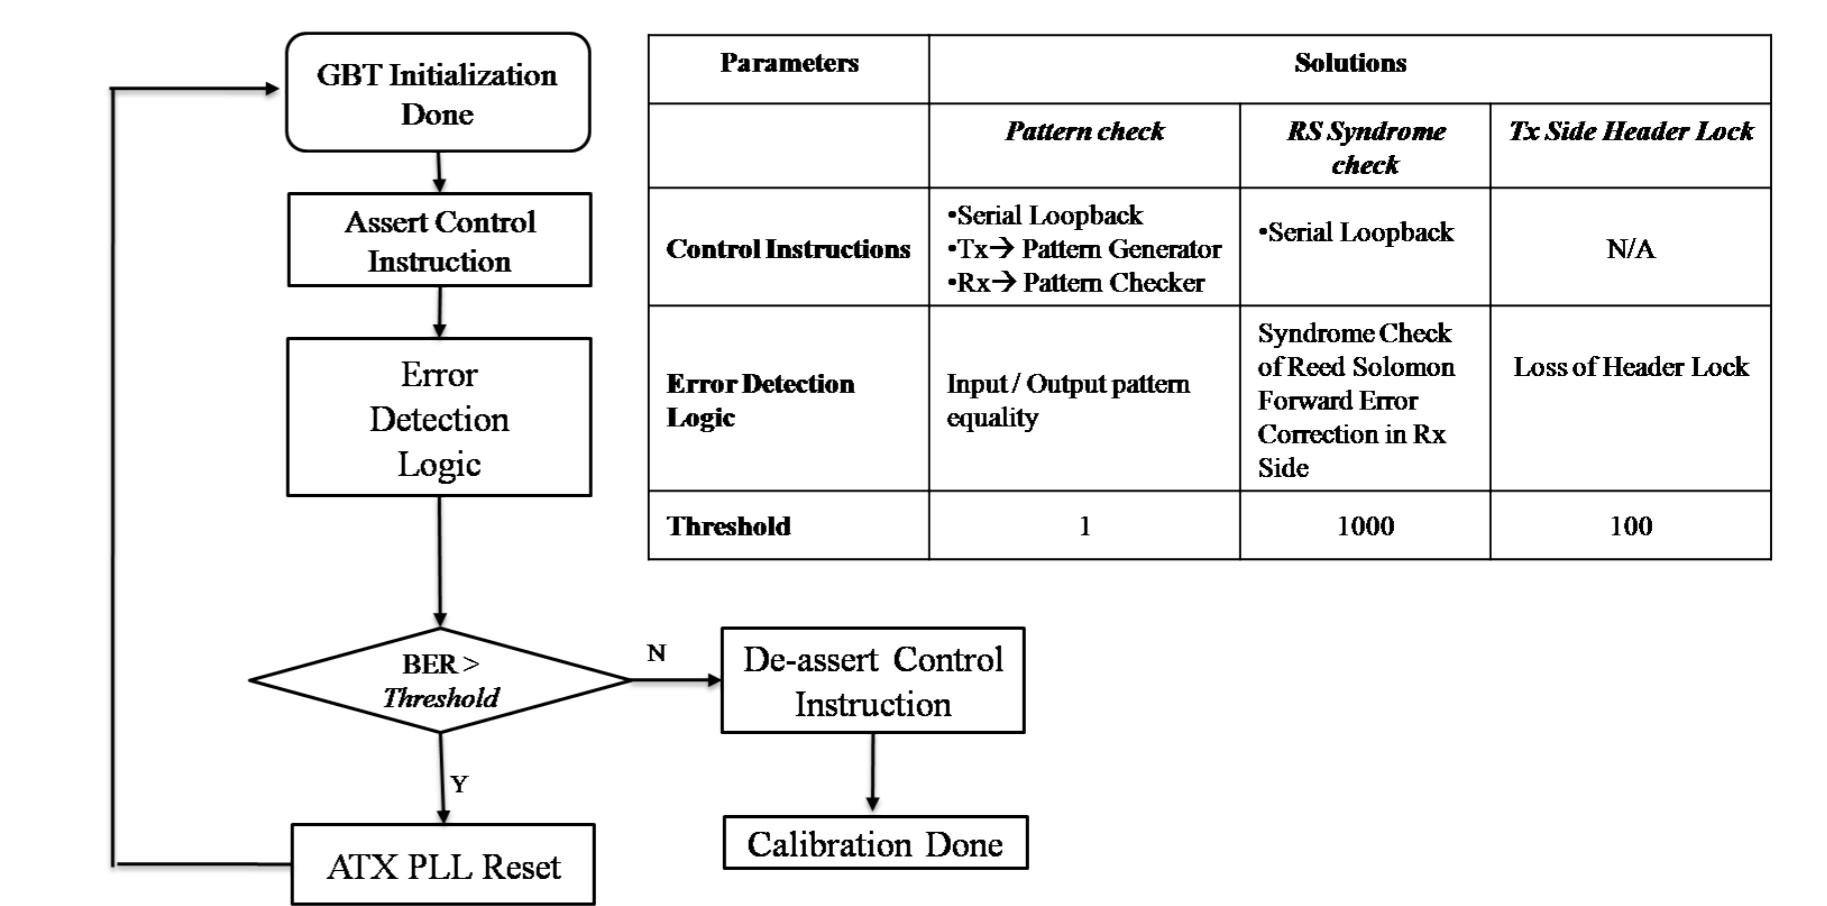 GBT Initialization
Done
Assert Control
Instruction
Error
Detection
Logic
BER >
Threshold
N
Y
De-assert Control
Instruction
Calibration Done
ATX PLL Reset
Parameters
Solutions
Pattern check
RS Syndrome
check
Tx Side Header Lock
Control Instructions
•Serial Loopback
•Tx→ Pattern Generator
•Rx→ Pattern Checker
•Serial Loopback
N/A
Error Detection
Logic
Input / Output pattern
equality
Syndrome Check
of Reed Solomon
Forward Error
Correction in Rx
Side
Loss of Header Lock
Threshold
1
1000
100